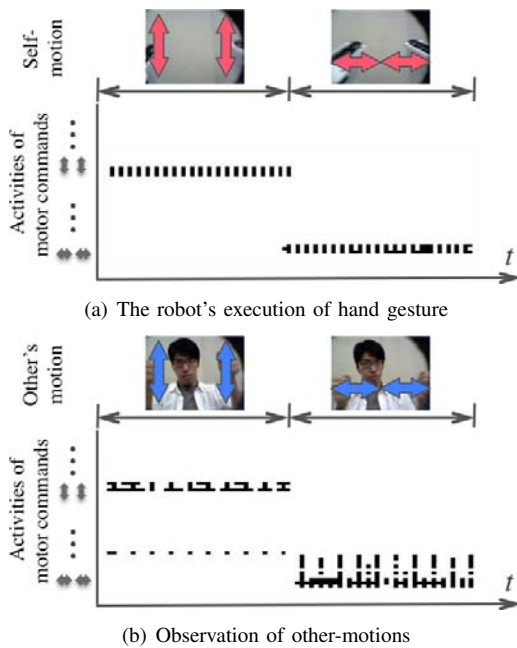 Self-
motion
Activities of
motor commands
t
(a) The robot's execution of hand gesture
Other's
motion
Activities of
motor commands
t
(b) Observation of other-motions